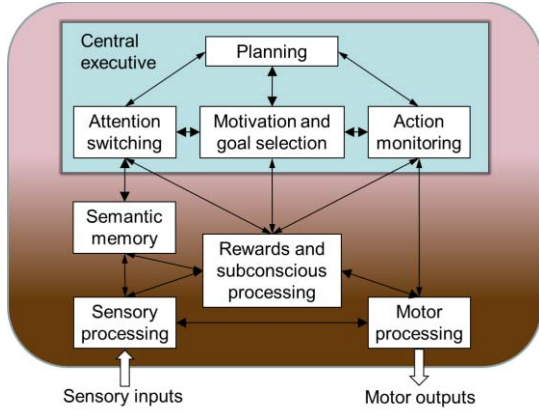 Central
executive
Planning
Attention
switching
Motivation and
goal selection
Action
monitoring
Semantic
memory
Rewards and
subconscious
processing
Sensory
processing
Motor
processing
Sensory inputs
Motor outputs